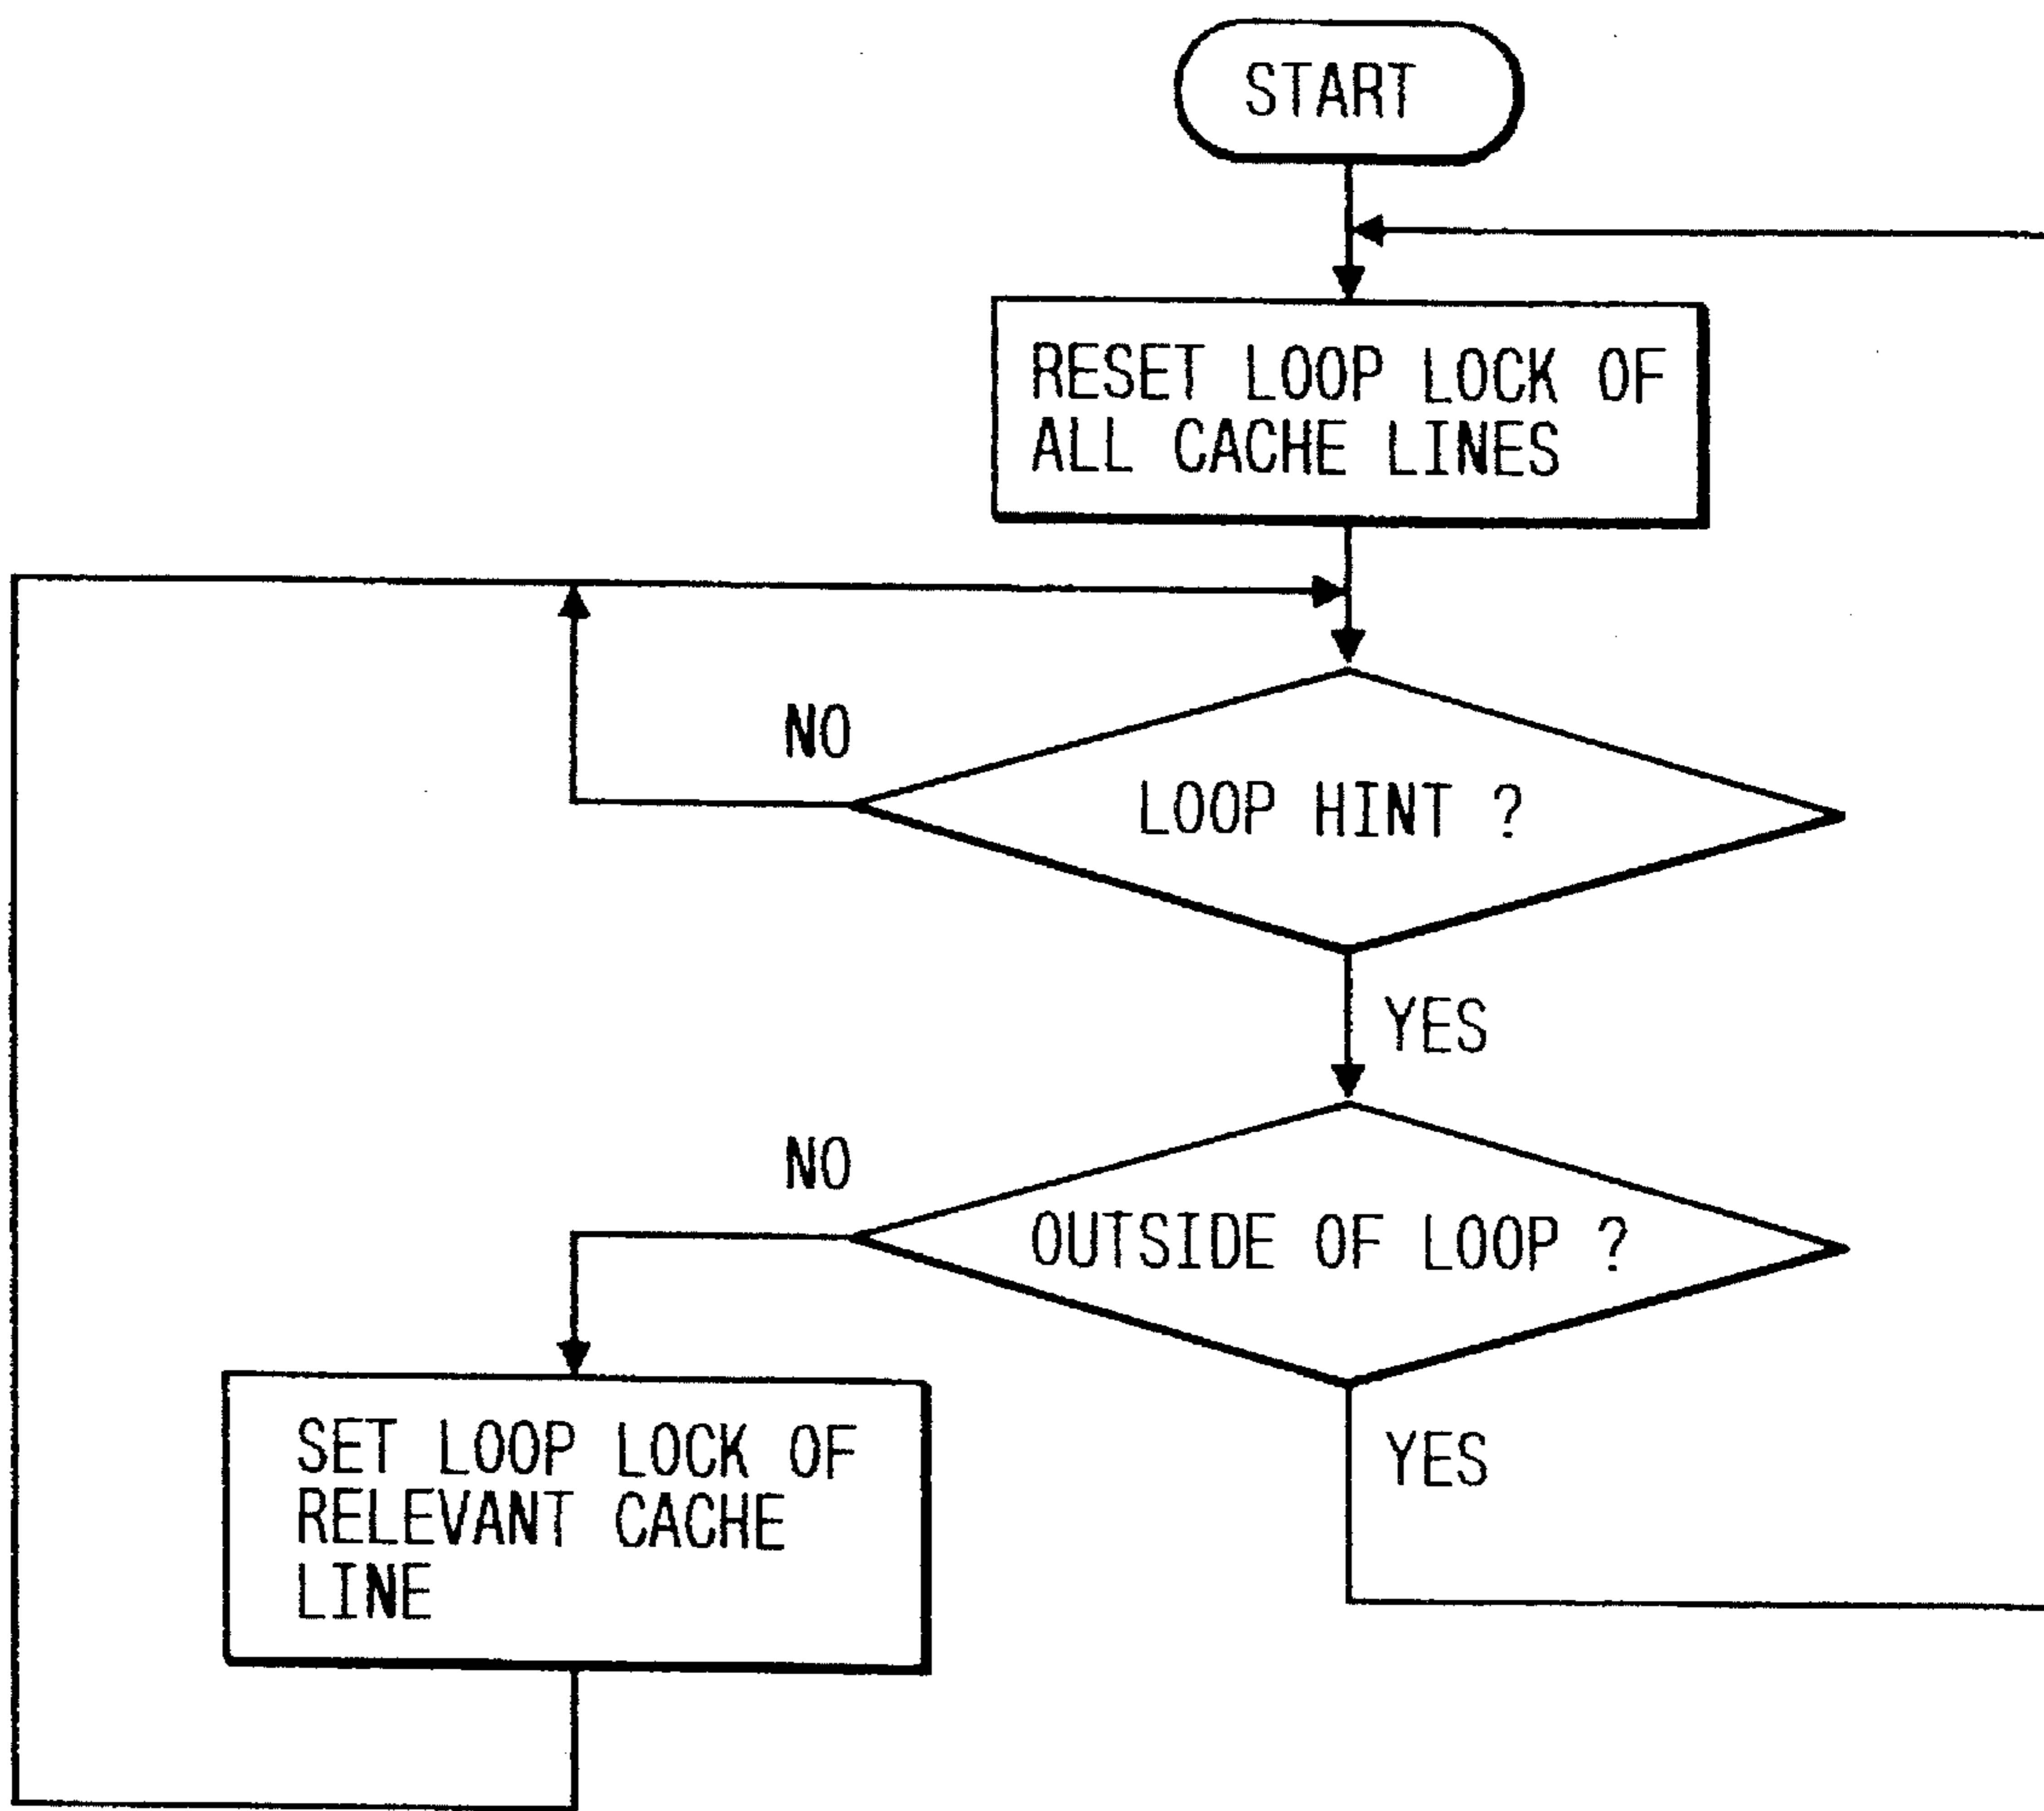 START
RESET LOOP LOCK OF
ALL CACHE LINES
NO
LOOP HINT ?
YES
NO
OUTSIDE OF LOOP ?
YES
SET LOOP LOCK OF
RELEVANT CACHE
LINE